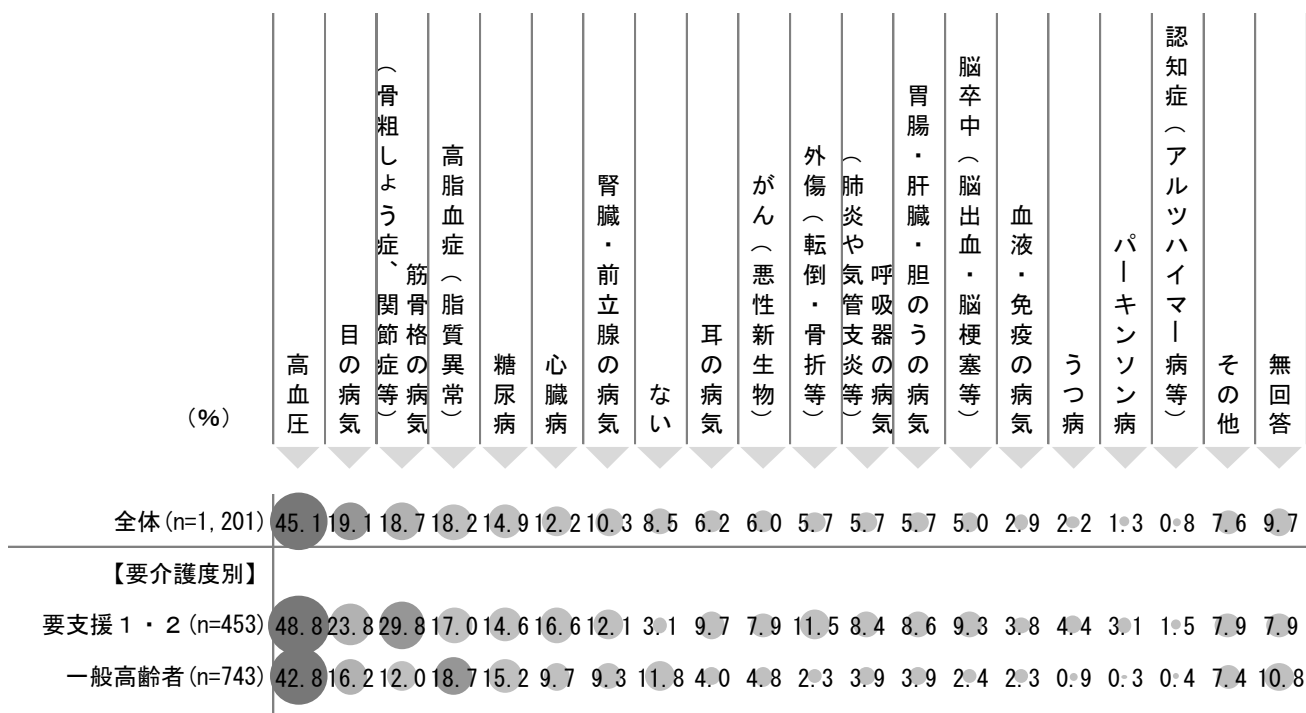 (%)
高血圧
目の病気
筋骨格の病気
(骨粗しょう症、関節症等)
高脂血症(脂質異常)
糖尿病
心臓病
腎臓・前立腺の病気
ない
耳の病気
がん(悪性新生物)
外傷(転倒・骨折等)
呼吸器の病気
(肺炎や気管支炎等)
胃腸・肝臓・胆のうの病気
脳卒中(脳出血・脳梗塞等)
血液・免疫の病気
うつ病
パーキンソン病
認知症(アルツハイマー病等)
その他
無回答
全体(n=1,201) 45.1 19.1 18.7 18.2 14.9 12.2 10.3 8.5 6.2 6.0 5.7 5.7 5.7 5.0 2.9 2.2 1.3 0.8 7.6 9.7
【要介護度別】
要支援1・2(n=453) 48.8 23.8 29.8 17.0 14.6 16.6 12.1 3.1 9.7 7.9 11.5 8.4 8.6 9.3 3.8 4.4 3.1 1.5 7.9 7.9
一般高齢者(n=743) 42.8 16.2 12.0 18.7 15.2 9.7 9.3 11.8 4.0 4.8 2.3 3.9 3.9 2.4 2.3 0.9 0.3 0.4 7.4 10.8